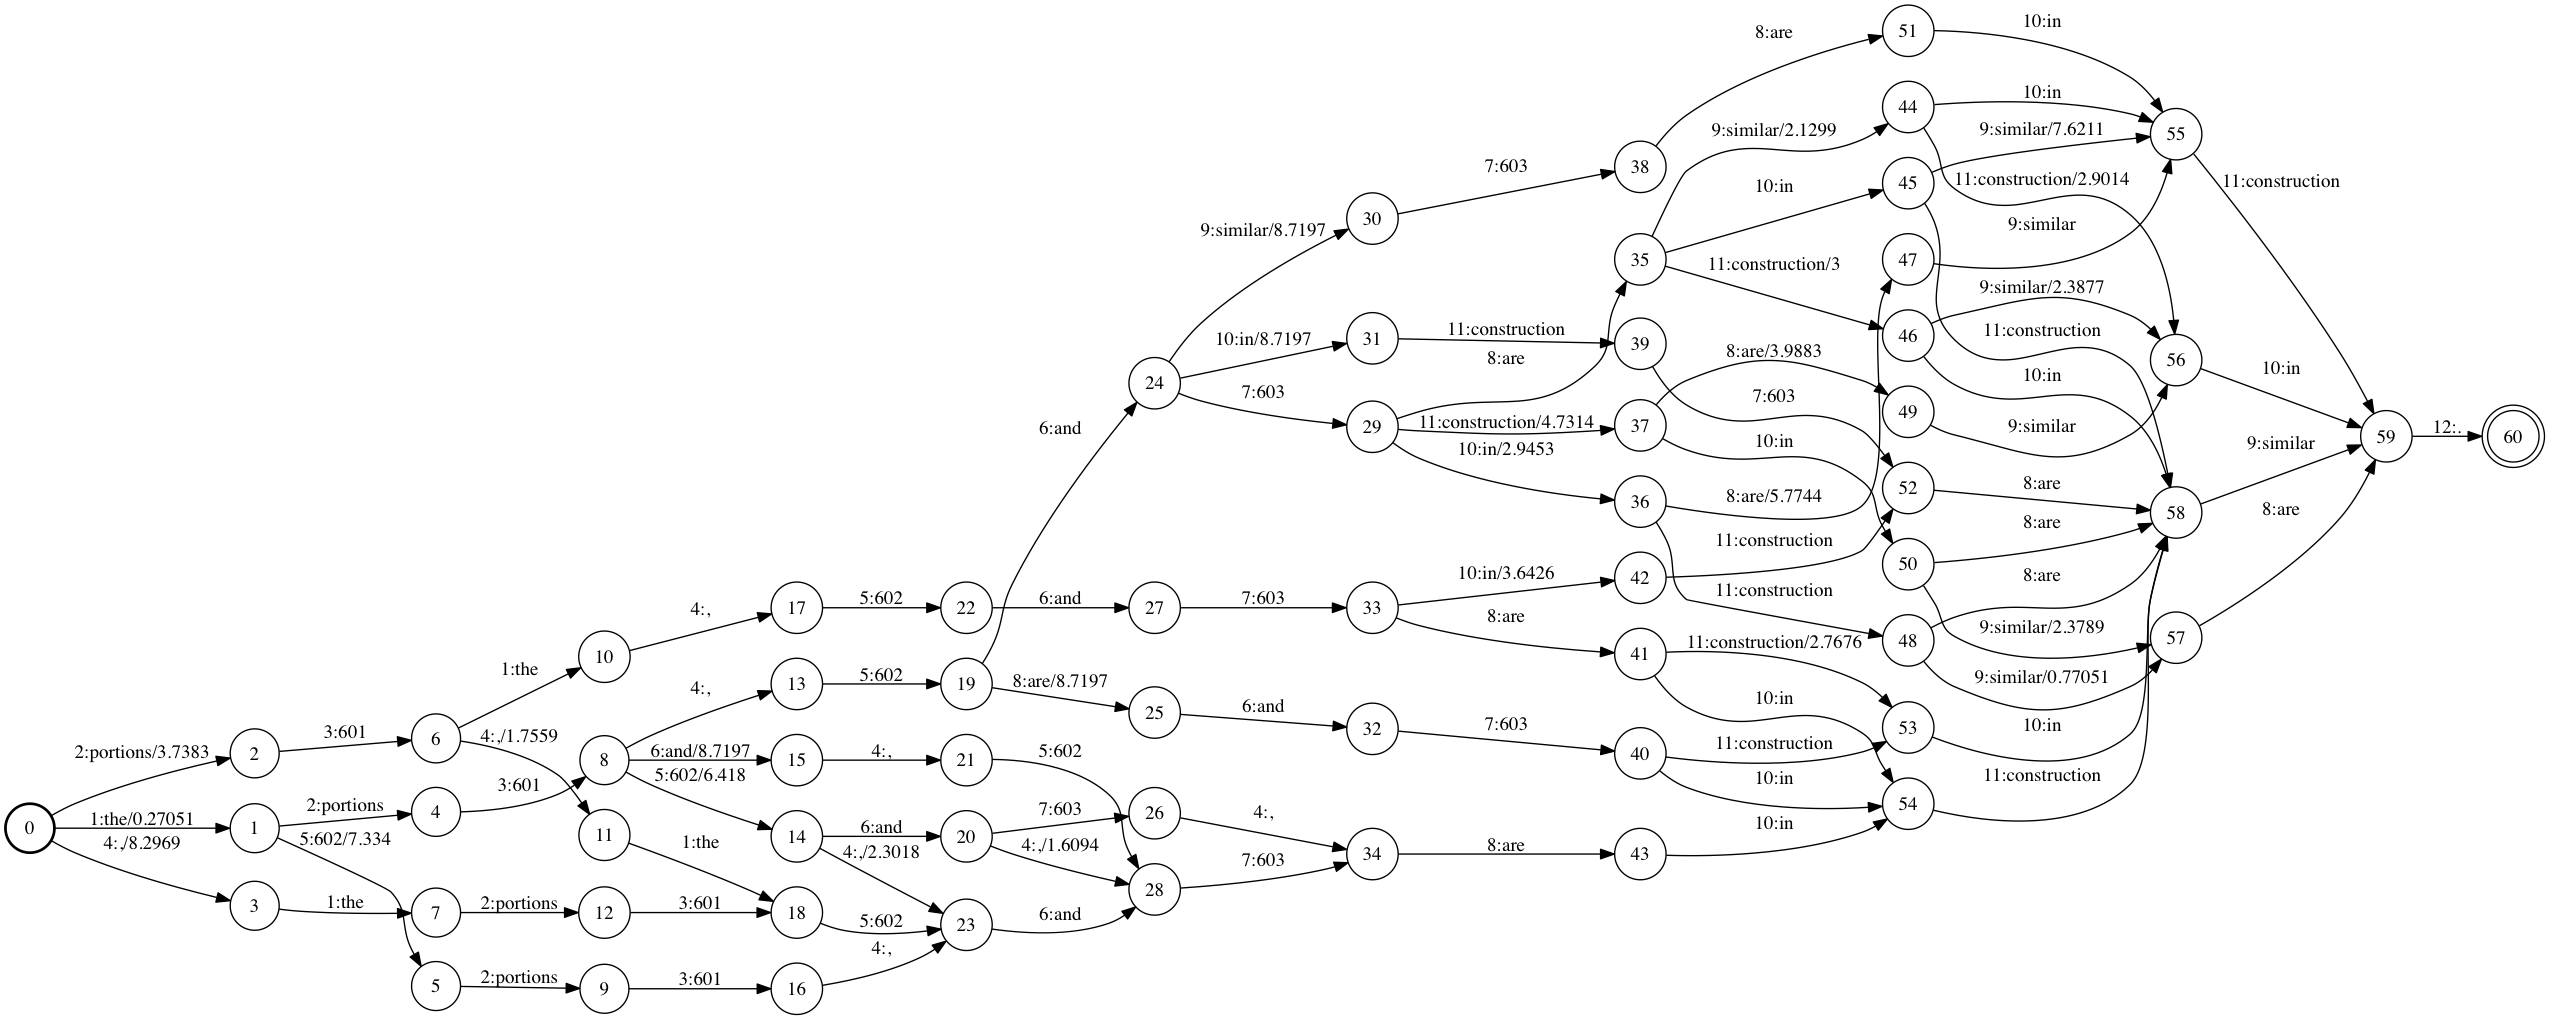 0
2:portions/3.7383
1:the/0.27051
4:,/8.2969
2
1
3
3:601
2:portions
5:602/7.334
1:the
6
4
7
5
1:the
4:,/1.7559
3:601
2:portions
2:portions
10
8
11
12
9
4:,
4:,
6:and/8.7197
5:602/6.418
1:the
3:601
3:601
17
13
15
14
18
16
5:602
5:602
4:,
6:and
4:,/2.3018
5:602
4:,
22
19
21
20
23
6:and
6:and
8:are/8.7197
5:602
7:603
4:,/1.6094
6:and
24
27
25
26
28
9:similar/8.7197
10:in/8.7197
7:603
7:603
6:and
4:,
7:603
30
31
29
33
32
34
7:603
11:construction
8:are
11:construction/4.7314
10:in/2.9453
10:in/3.6426
8:are
7:603
8:are
38
35
39
37
36
42
41
40
43
8:are
9:similar/2.1299
10:in
11:construction/3
8:are/3.9883
7:603
10:in
8:are/5.7744
11:construction
11:construction
11:construction/2.7676
10:in
11:construction
10:in
10:in
51
44
45
47
46
49
52
50
48
53
54
10:in
10:in
9:similar/7.6211
11:construction/2.9014
9:similar
9:similar/2.3877
11:construction
10:in
9:similar
8:are
8:are
8:are
9:similar/2.3789
9:similar/0.77051
10:in
11:construction
55
56
58
57
11:construction
10:in
9:similar
8:are
59
12:.
60